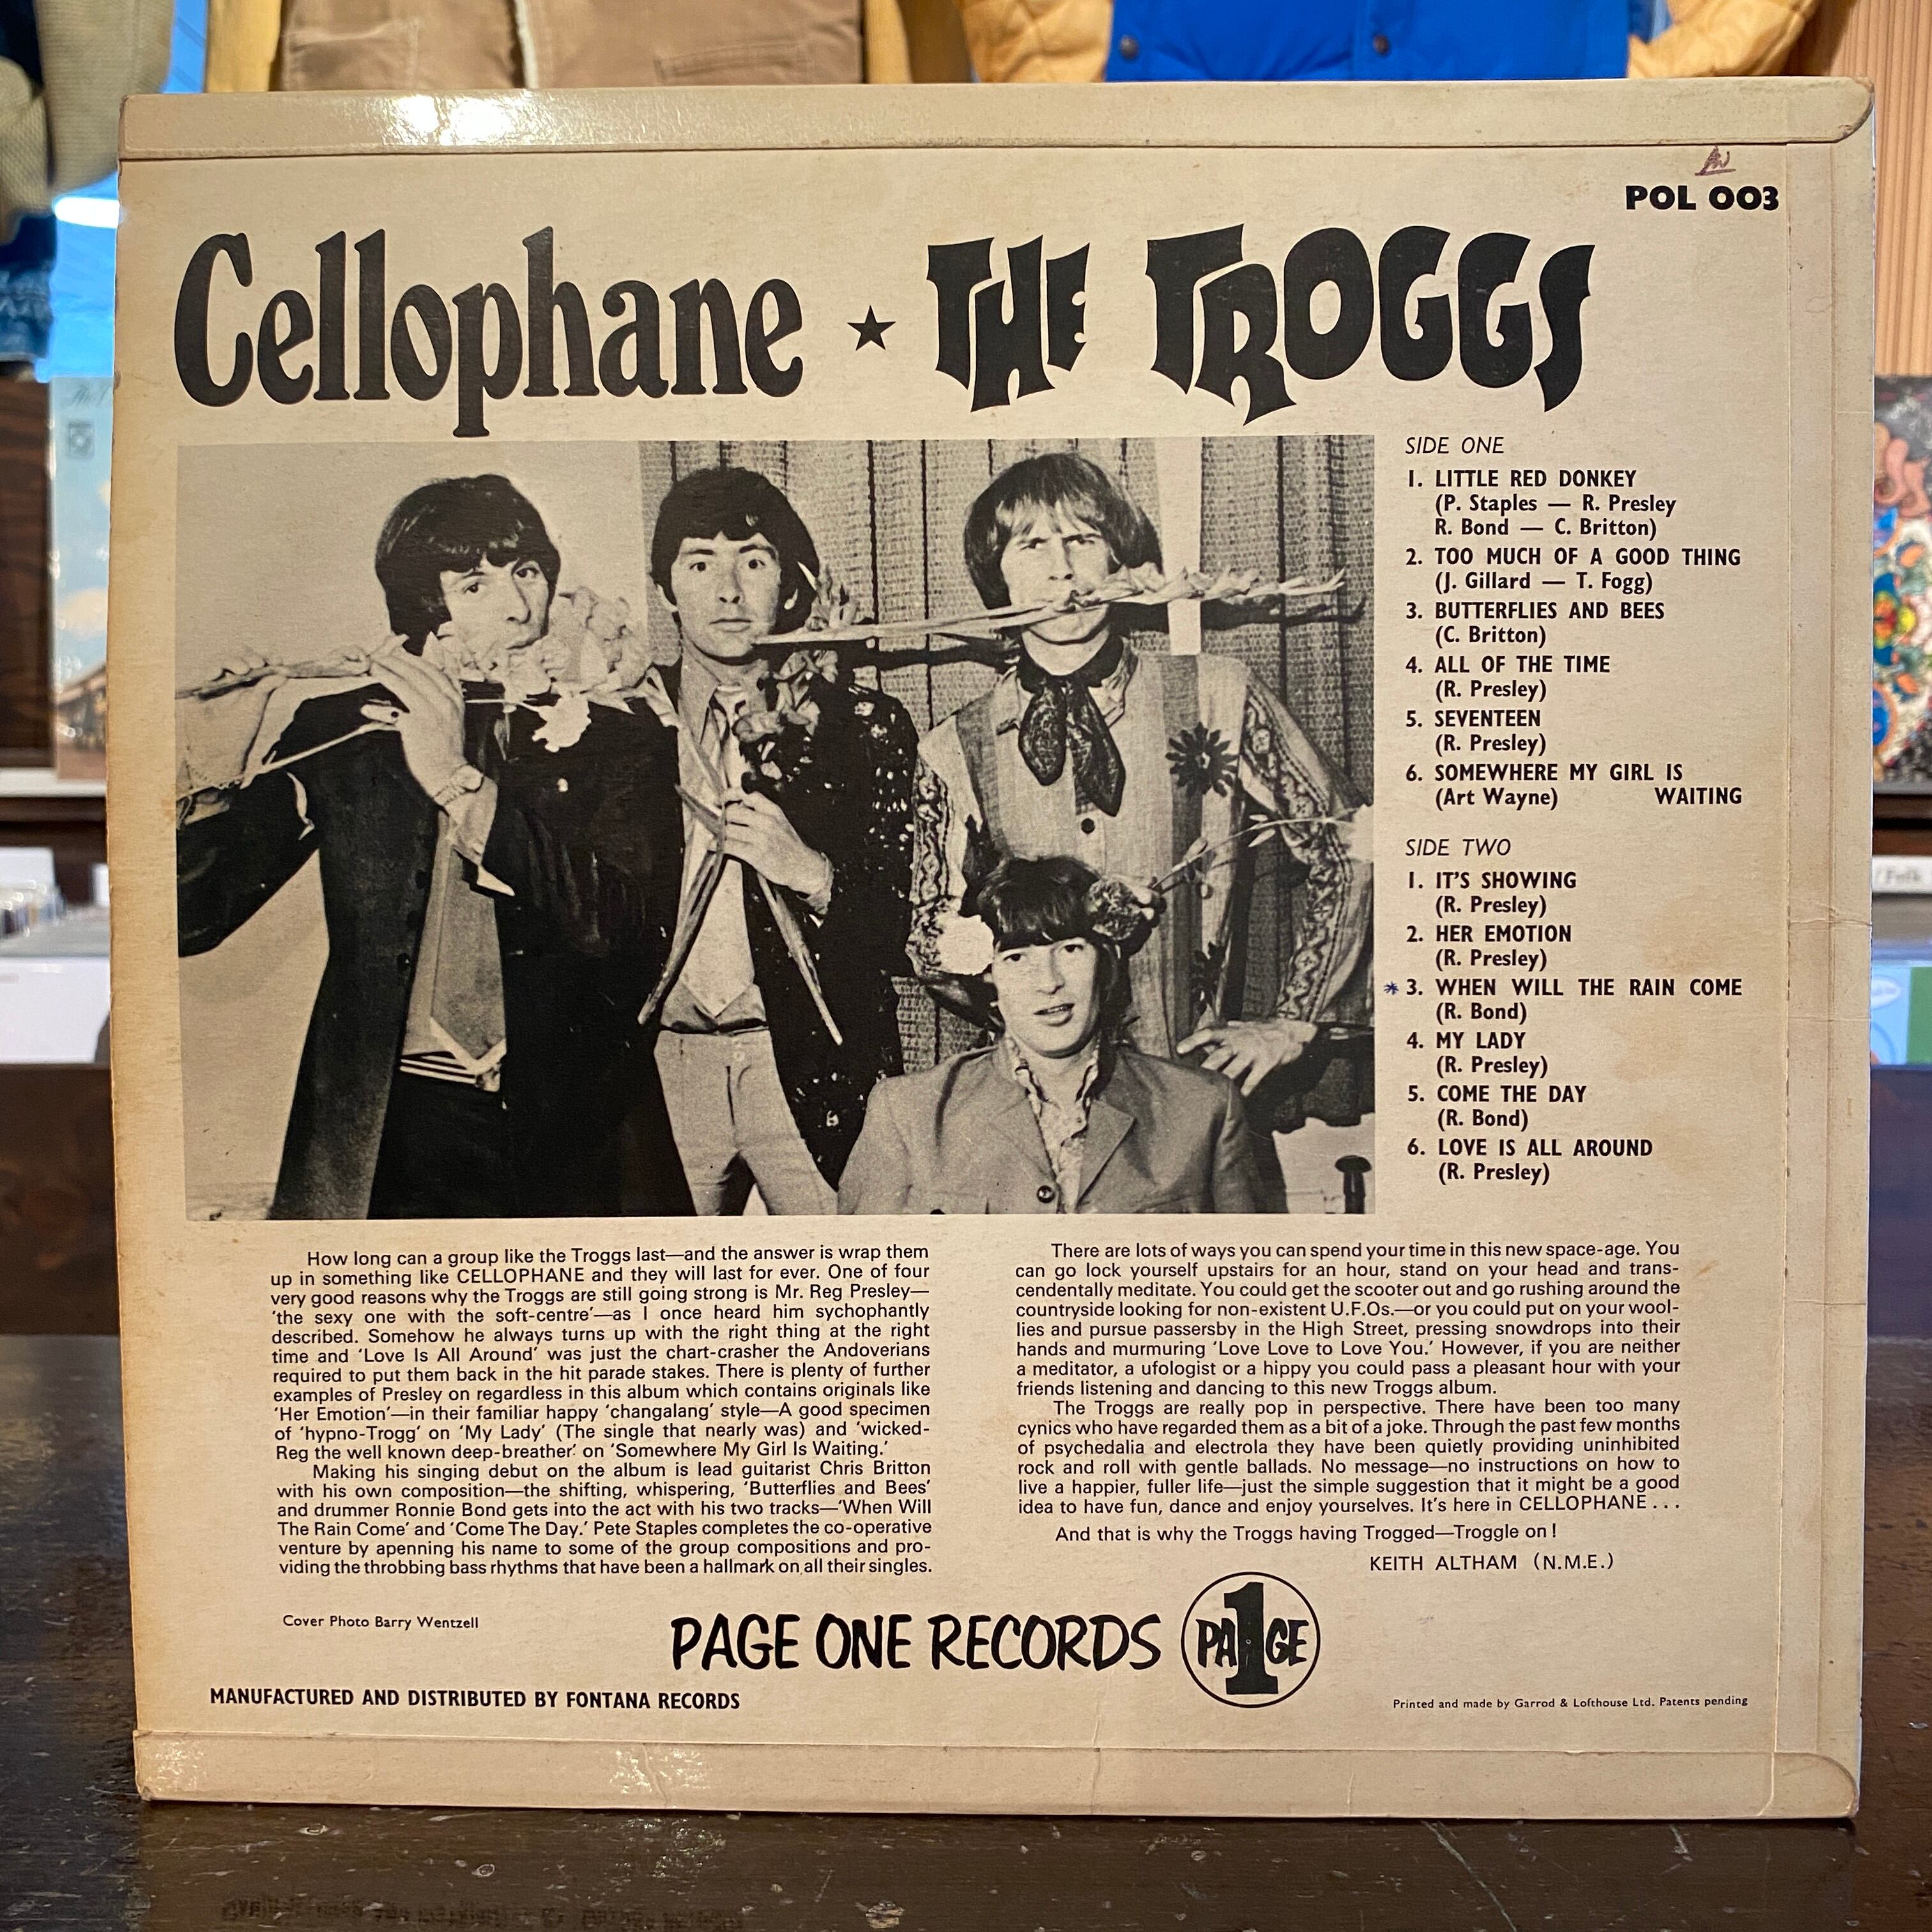 POL 003
Cellophane ★ THE TROGGS
SIDE ONE
1. LITTLE RED DONKEY
(P. Staples — R. Presley
R. Bond — C. Britton)
2. TOO MUCH OF A GOOD THING
(J. Gillard — T. Fogg)
3. BUTTERFLIES AND BEES
(C. Britton)
4. ALL OF THE TIME
(R. Presley)
5. SEVENTEEN
(R. Presley)
6. SOMEWHERE MY GIRL IS
(Art Wayne) WAITING
SIDE TWO
1. IT'S SHOWING
(R. Presley)
2. HER EMOTION
(R. Presley)
* 3. WHEN WILL THE RAIN COME
(R. Bond)
4. MY LADY
(R. Presley)
5. COME THE DAY
(R. Bond)
6. LOVE IS ALL AROUND
(R. Presley)
How long can a group like the Troggs last—and the answer is wrap them
up in something like CELLOPHANE and they will last for ever. One of four
very good reasons why the Troggs are still going strong is Mr. Reg Presley—
'the sexy one with the soft-centre'—as I once heard him sychophantly
described. Somehow he always turns up with the right thing at the right
time and 'Love Is All Around' was just the chart-crasher the Andoverians
required to put them back in the hit parade stakes. There is plenty of further
examples of Presley on regardless in this album which contains originals like
'Her Emotion'—in their familiar happy 'changalang' style—A good specimen
of 'hypno-Trogg' on 'My Lady' (The single that nearly was) and 'wicked-
Reg the well known deep-breather' on 'Somewhere My Girl Is Waiting.'
Making his singing debut on the album is lead guitarist Chris Britton
with his own composition—the shifting, whispering, 'Butterflies and Bees'
and drummer Ronnie Bond gets into the act with his two tracks—'When Will
The Rain Come' and 'Come The Day.' Pete Staples completes the co-operative
venture by apenning his name to some of the group compositions and pro-
viding the throbbing bass rhythms that have been a hallmark on all their singles.
There are lots of ways you can spend your time in this new space-age. You
can go lock yourself upstairs for an hour, stand on your head and trans-
cendentally meditate. You could get the scooter out and go rushing around the
countryside looking for non-existent U.F.Os.—or you could put on your wool-
lies and pursue passersby in the High Street, pressing snowdrops into their
hands and murmuring 'Love Love to Love You.' However, if you are neither
a meditator, a ufologist or a hippy you could pass a pleasant hour with your
friends listening and dancing to this new Troggs album.
The Troggs are really pop in perspective. There have been too many
cynics who have regarded them as a bit of a joke. Through the past few months
of psychedalia and electrola they have been quietly providing uninhibited
rock and roll with gentle ballads. No message—no instructions on how to
live a happier, fuller life—just the simple suggestion that it might be a good
idea to have fun, dance and enjoy yourselves. It's here in CELLOPHANE . . .
And that is why the Troggs having Trogged—Troggle on!
KEITH ALTHAM (N.M.E.)
Cover Photo Barry Wentzell
PAGE ONE RECORDS
PA1GE
MANUFACTURED AND DISTRIBUTED BY FONTANA RECORDS
Printed and made by Garrod & Lofthouse Ltd. Patents pending
/ Folk